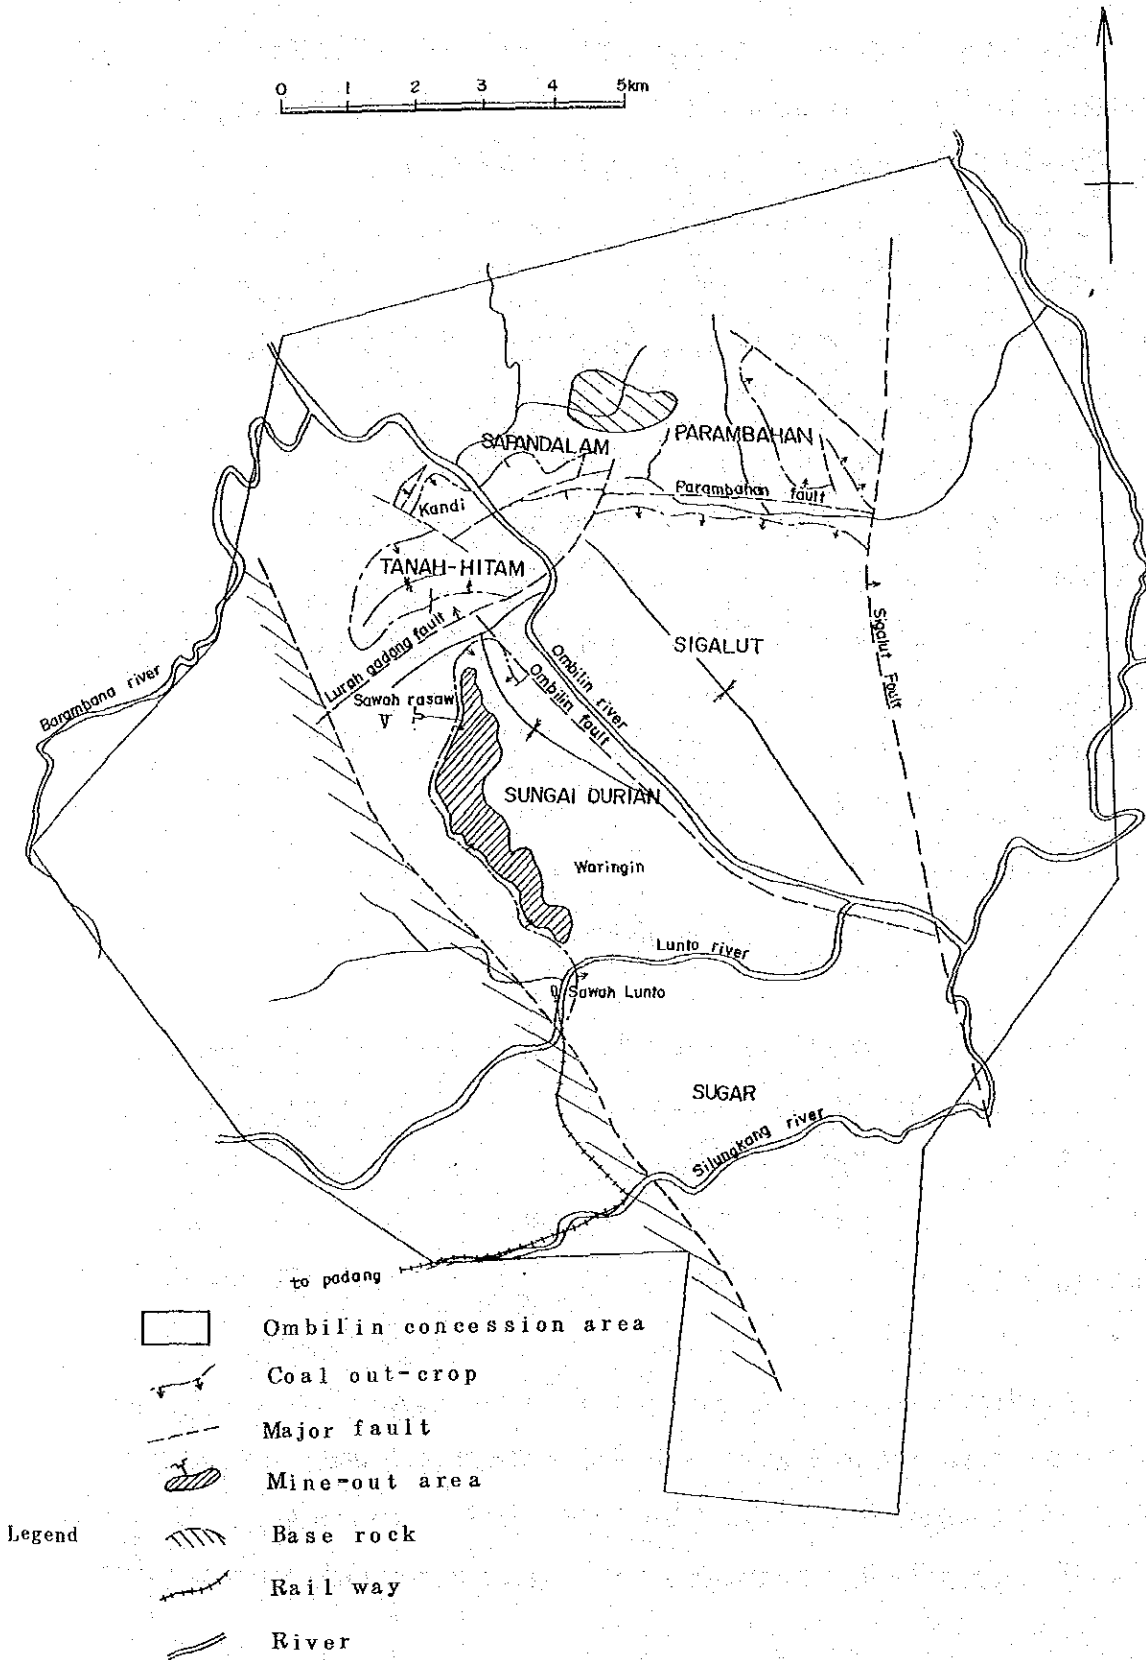 0 1 2 3 4 5km
SAPANDALAM
PARAMBAHAN
Parambahan fault
Kandi
TANAH-HITAM
Lurah gadang fault
Sawah rasaw
V
Ombilin fault
Ombilin river
SIGALUT
Sigalut Fault
Barambana river
SUNGAI DURIAN
Waringin
Lunto river
Sawah Lunto
SUGAR
Silungkang river
to padang
Ombilin concession area
Coal out-crop
Major fault
Mine-out area
Legend
Base rock
Rail way
River